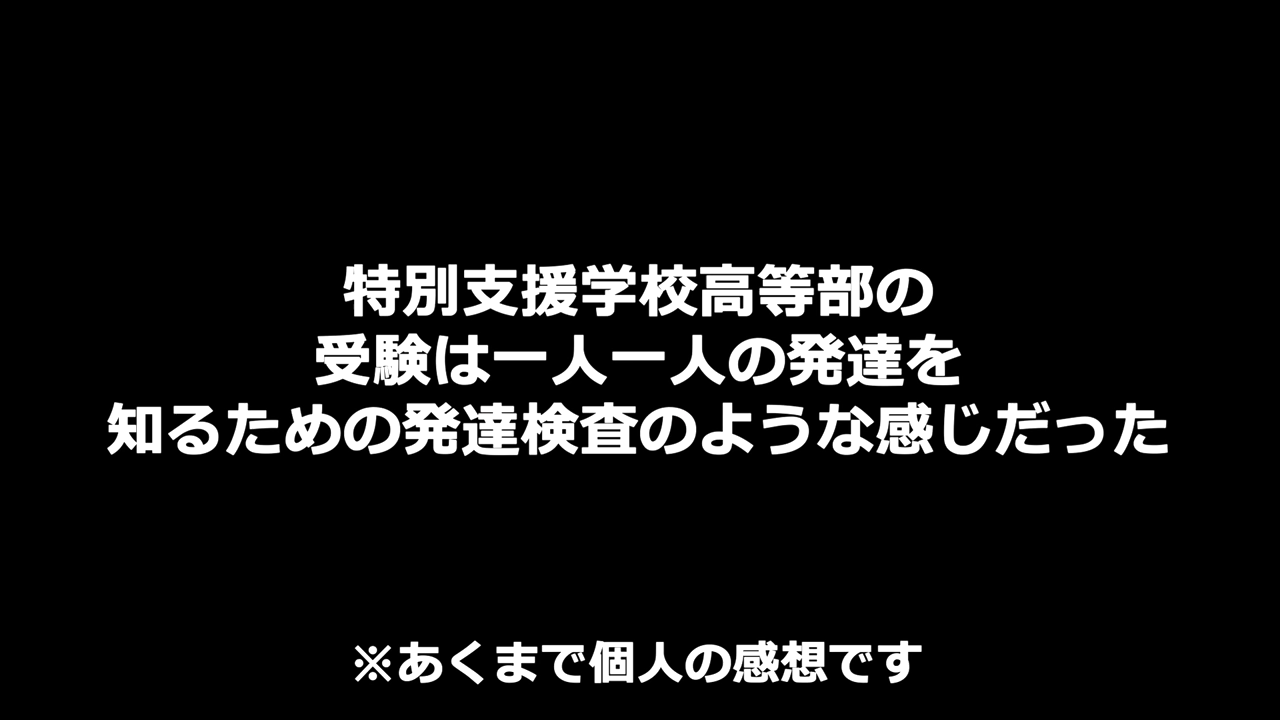 特別支援学校高等部の
受験は一人一人の発達を
知るための発達検査のような感じだった
※あくまで個人の感想です